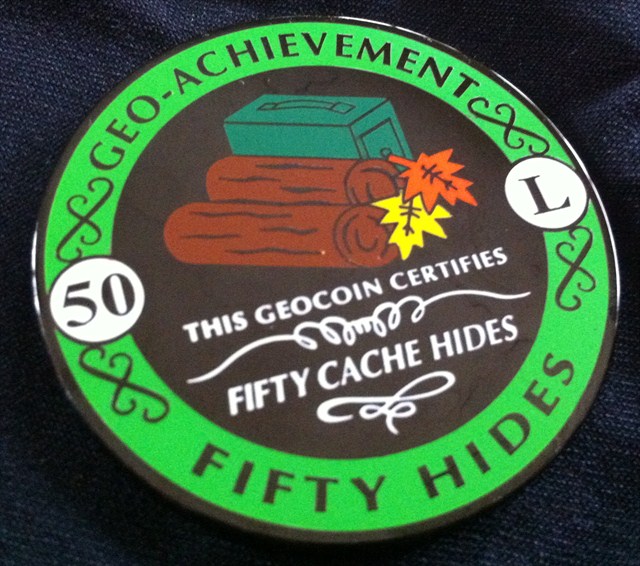 GEO-ACHIEVEMENT
L
50
THIS GEOCOIN CERTIFIES
FIFTY CACHE HIDES
FIFTY HIDES